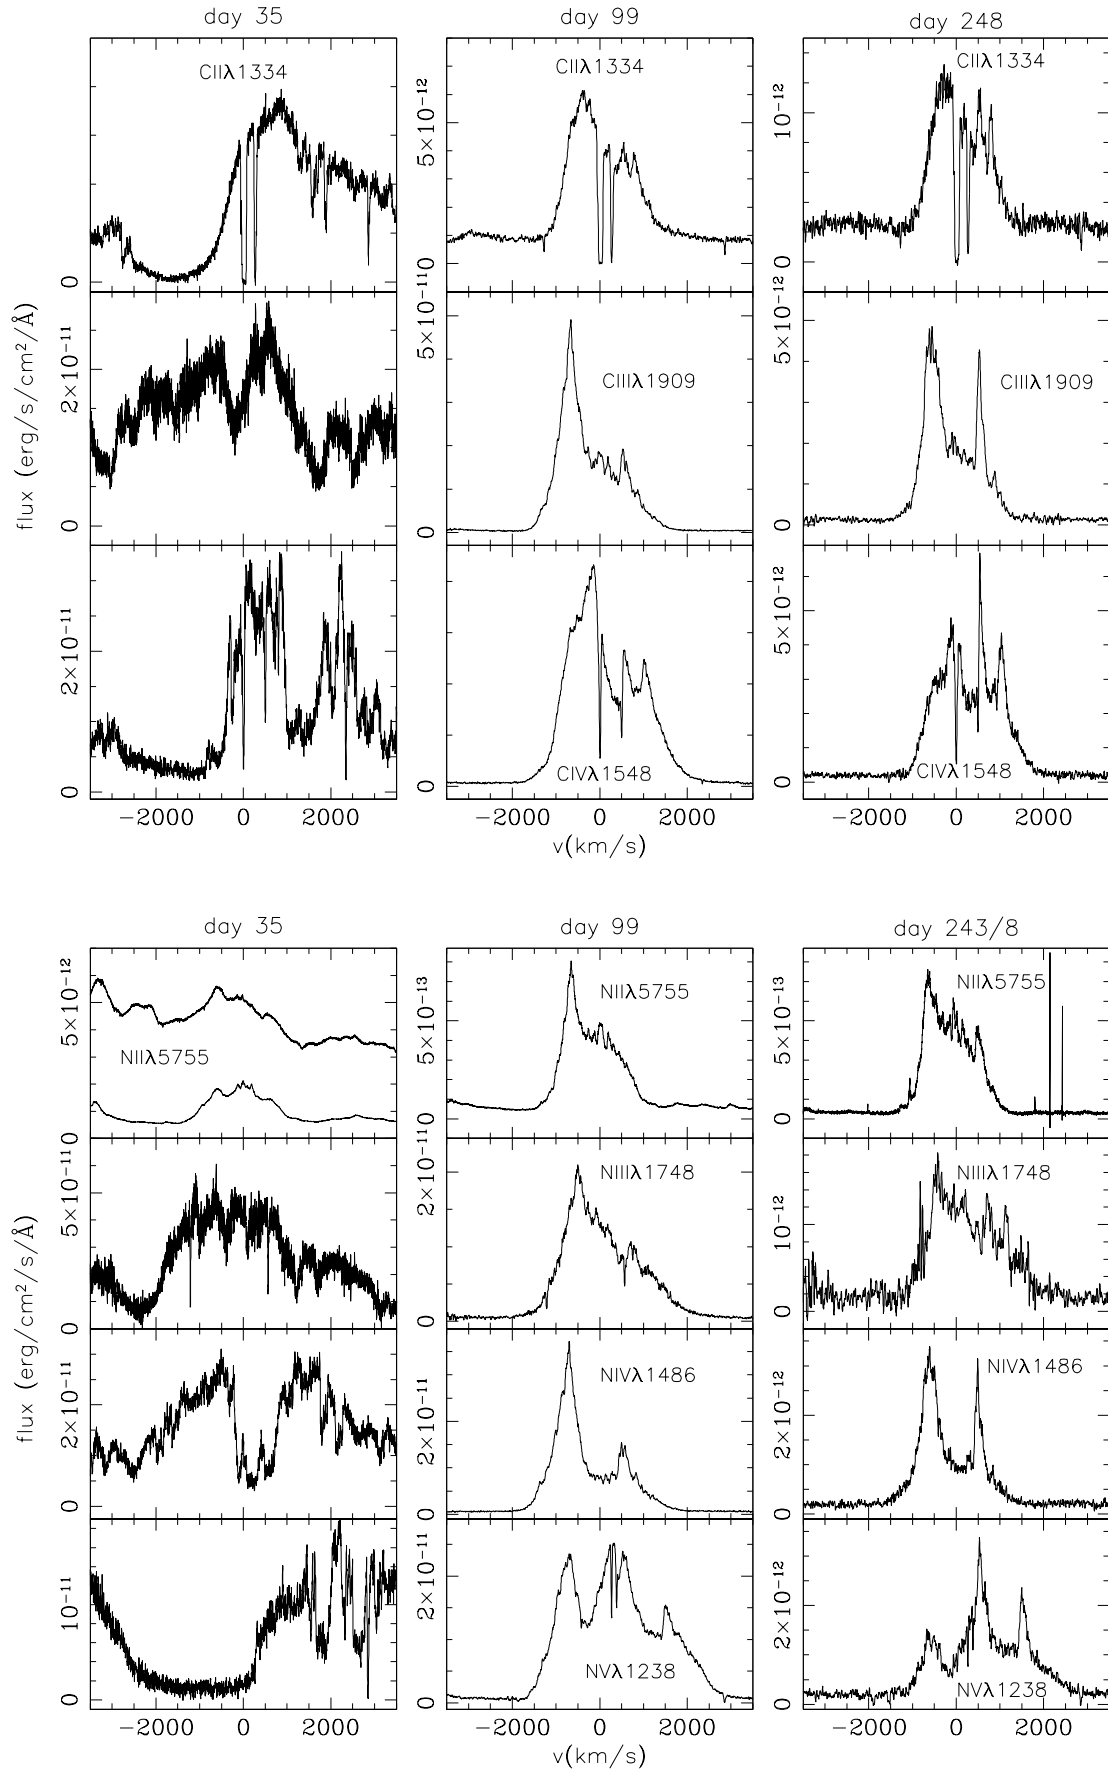 day 35
day 99
day 248
CIIλ1334
CIIλ1334
CIIλ1334
0
0
5×10⁻¹²
0
10⁻¹²
flux (erg/s/cm²/Å)
CIIIλ1909
CIIIλ1909
0
2×10⁻¹¹
0
5×10⁻¹¹
0
5×10⁻¹²
CIVλ1548
CIVλ1548
0
2×10⁻¹¹
0
0
5×10⁻¹²
−2000 0 2000
−2000 0 2000
−2000 0 2000
v(km/s)
day 35
day 99
day 243/8
NIIλ5755
NIIλ5755
NIIλ5755
0
5×10⁻¹²
0
5×10⁻¹³
0
5×10⁻¹³
flux (erg/cm²/s/Å)
NIIIλ1748
NIIIλ1748
0
5×10⁻¹¹
0
2×10⁻¹¹
0
10⁻¹²
NIVλ1486
NIVλ1486
0
2×10⁻¹¹
0
2×10⁻¹¹
0
2×10⁻¹²
NVλ1238
NVλ1238
0
10⁻¹¹
0
2×10⁻¹¹
0
2×10⁻¹²
−2000 0 2000
−2000 0 2000
−2000 0 2000
v(km/s)